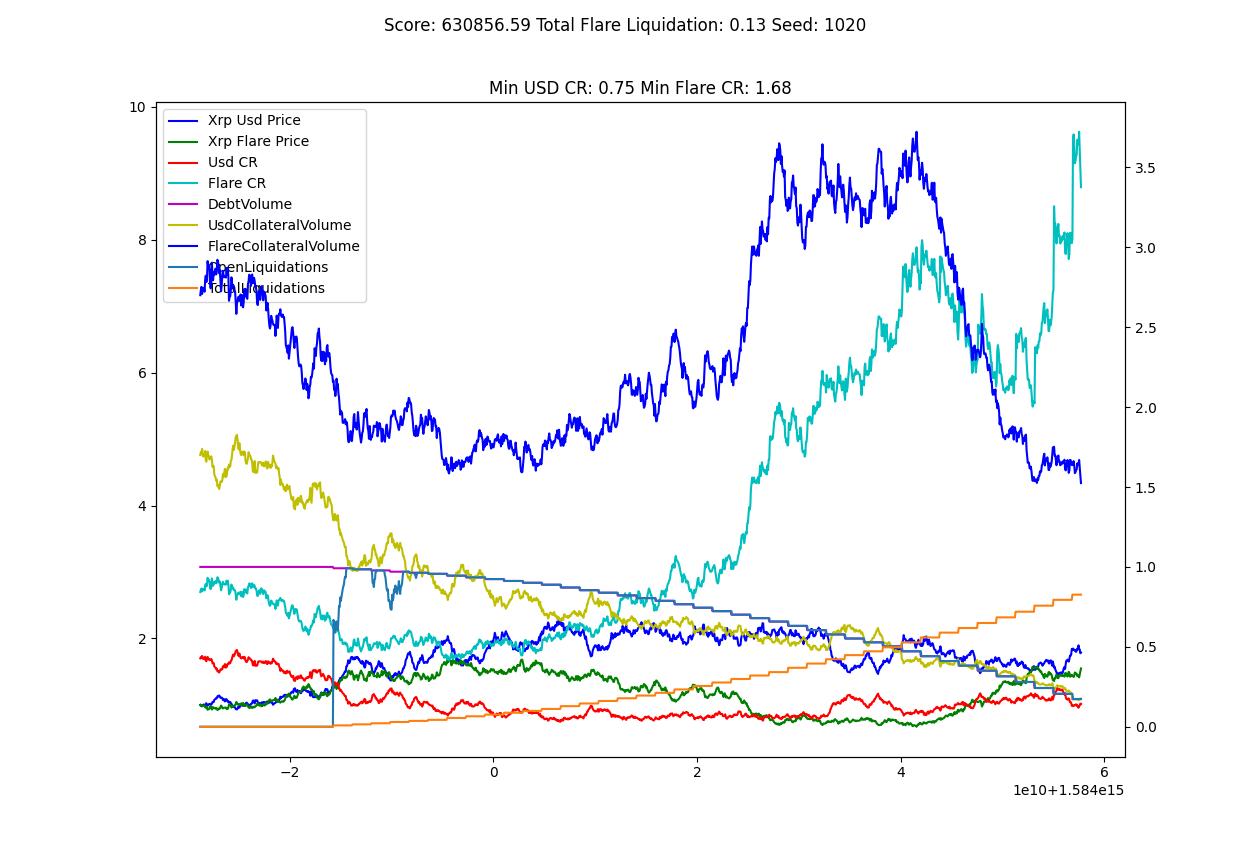 Score: 630856.59 Total Flare Liquidation: 0.13 Seed: 1020
Min USD CR: 0.75 Min Flare CR: 1.68
Xrp Usd Price
Xrp Flare Price
Usd CR
Flare CR
DebtVolume
UsdCollateralVolume
FlareCollateralVolume
OpenLiquidations
TotalLiquidations
10
8
6
4
2
3.5
3.0
2.5
2.0
1.5
1.0
0.5
0.0
−2 0 2 4 6
1e10+1.584e15